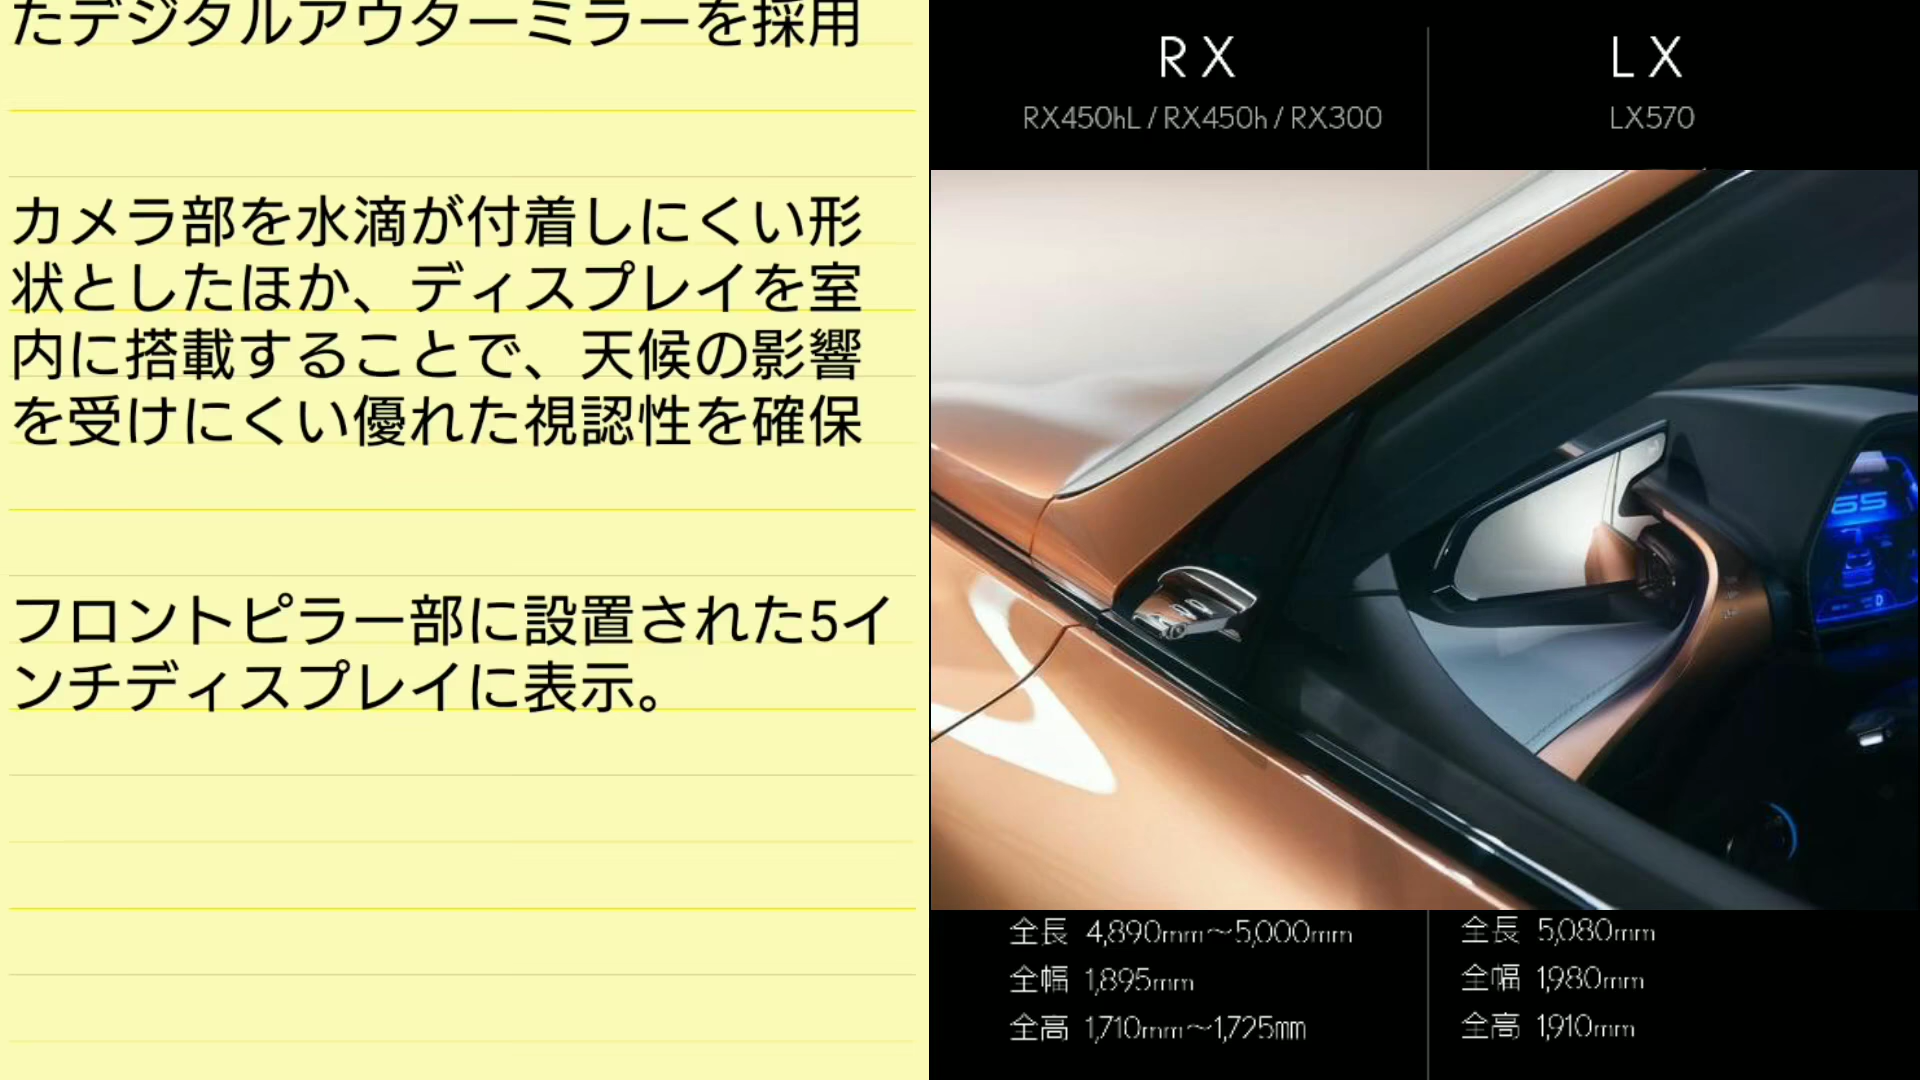 たデジタルアウターミラーを採用
カメラ部を水滴が付着しにくい形
状としたほか、ディスプレイを室
内に搭載することで、天候の影響
を受けにくい優れた視認性を確保
フロントピラー部に設置された5イ
ンチディスプレイに表示。
RX
RX450hL / RX450h / RX300
LX
LX570
65
D
全長 4,890mm～5,000mm
全幅 1,895mm
全高 1,710mm～1,725mm
全長 5,080mm
全幅 1,980mm
全高 1,910mm